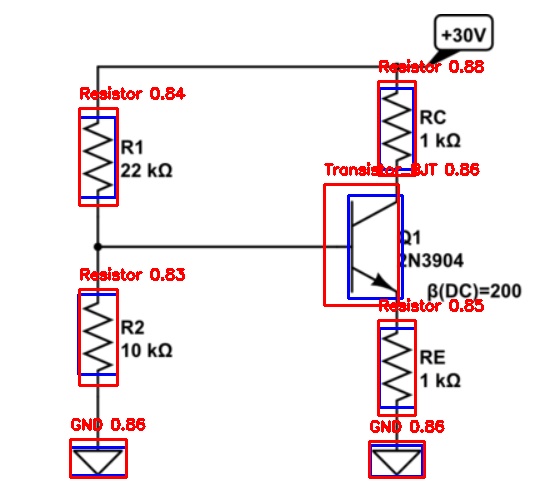 +30V
Resistor 0.88
Resistor 0.84
RC
1 kΩ
R1
22 kΩ
Transistor BJT 0.86
Q1
2N3904
Resistor 0.83
β(DC)=200
Resistor 0.85
R2
10 kΩ
RE
1 kΩ
GND 0.86
GND 0.86